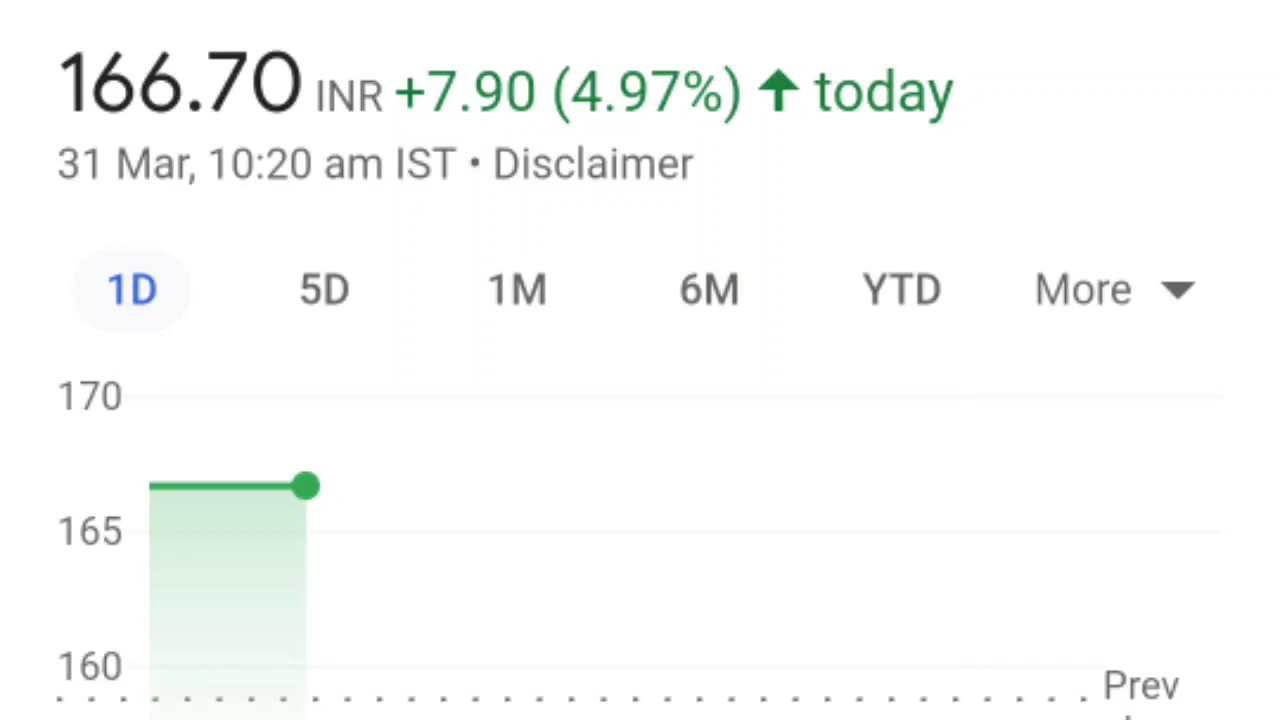 166.70 INR +7.90 (4.97%) ↑ today
31 Mar, 10:20 am IST • Disclaimer
1D 5D 1M 6M YTD More
170
165
160
Prev